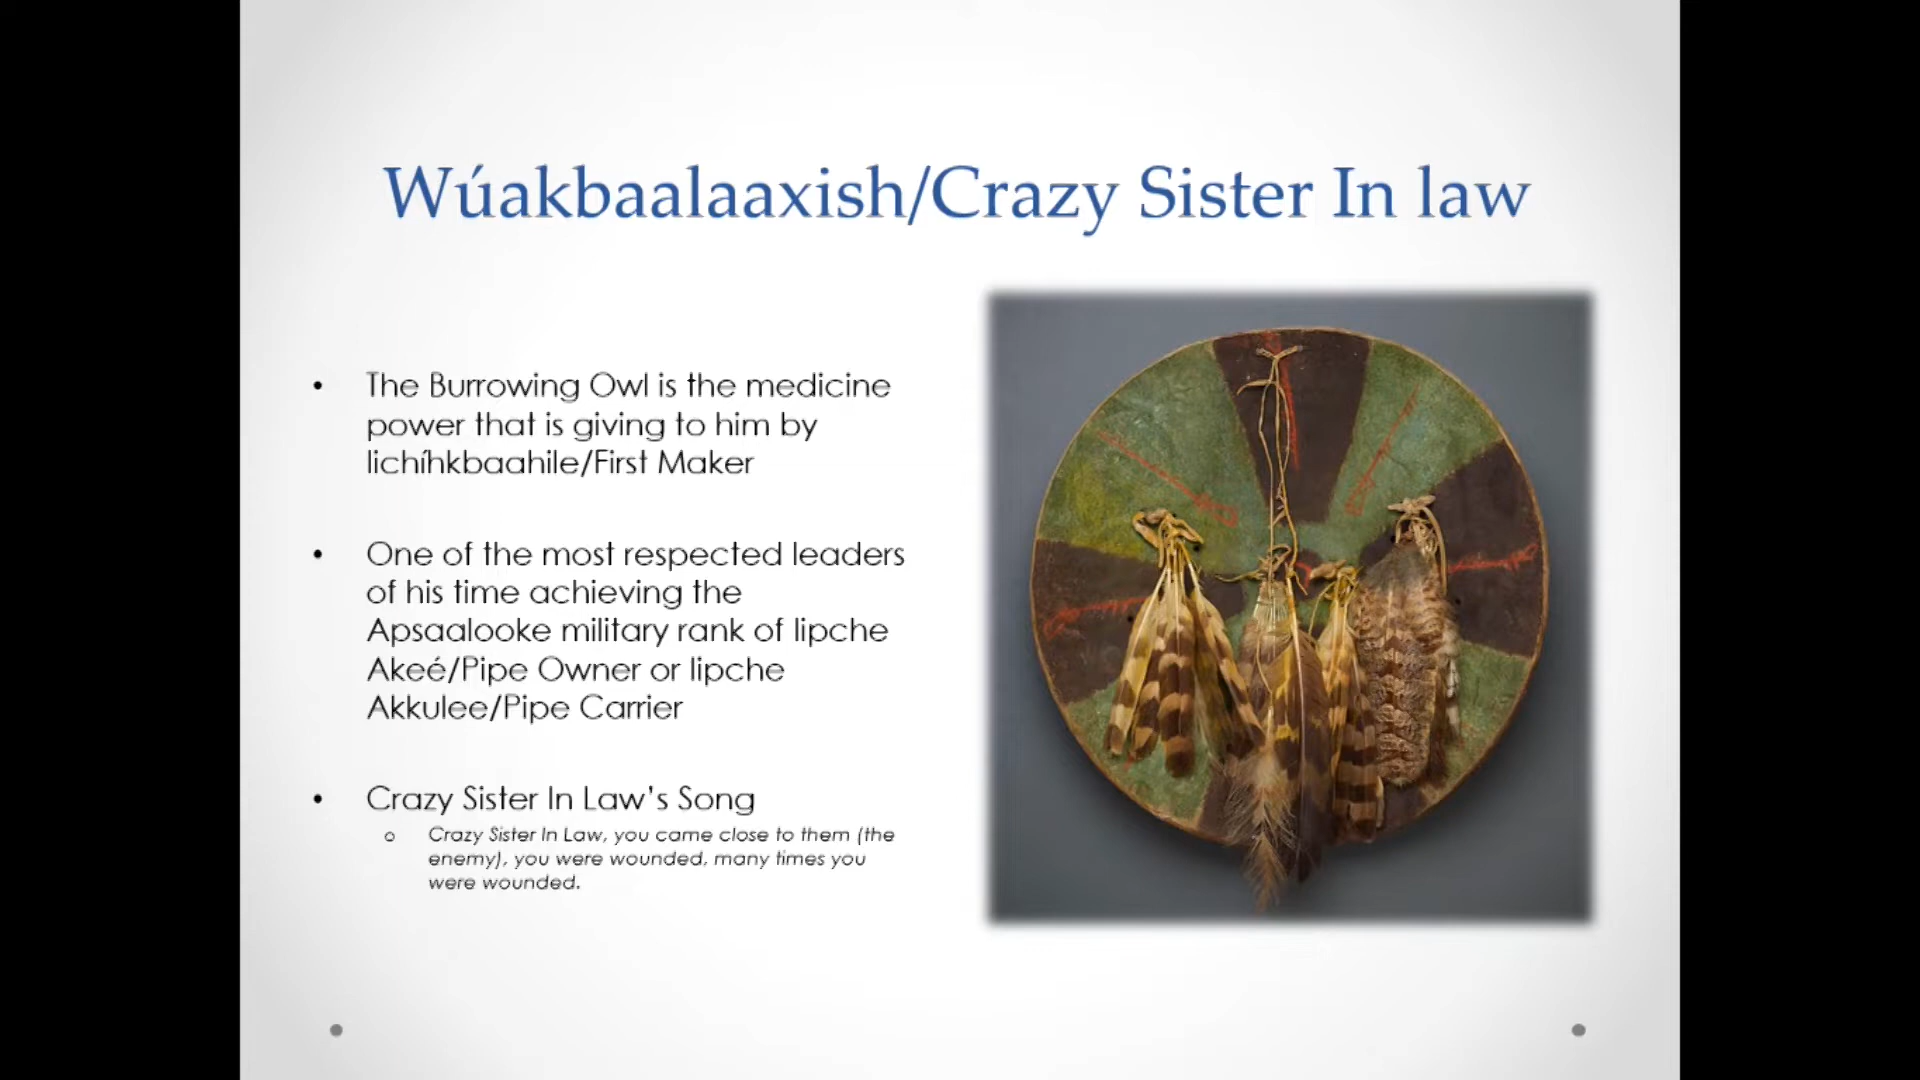 Wúakbaalaaxish/Crazy Sister In law
• The Burrowing Owl is the medicine
power that is giving to him by
Iichíhkbaahile/First Maker
• One of the most respected leaders
of his time achieving the
Apsaalooke military rank of Iipche
Akeé/Pipe Owner or Iipche
Akkulee/Pipe Carrier
• Crazy Sister In Law’s Song
o Crazy Sister In Law, you came close to them (the
enemy), you were wounded, many times you
were wounded.